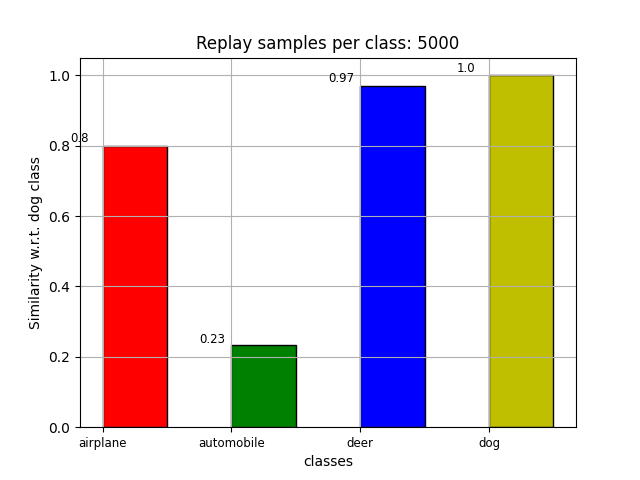 Replay samples per class: 5000
Similarity w.r.t. dog class
1.0
0.8
0.6
0.4
0.2
0.0
0.8
0.23
0.97
1.0
airplane
automobile
deer
dog
classes